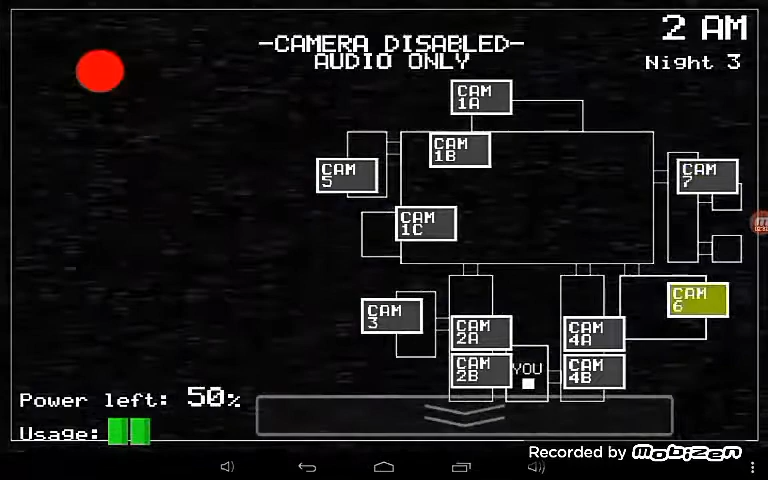 2 AM
-CAMERA DISABLED-
AUDIO ONLY
Night 3
CAM
1A
CAM
1B
CAM
5
CAM
7
CAM
1C
CAM
6
CAM
3
CAM
2A
CAM
4A
CAM
2B
YOU
CAM
4B
Power left: 50%
Usage:
Recorded by mobizen